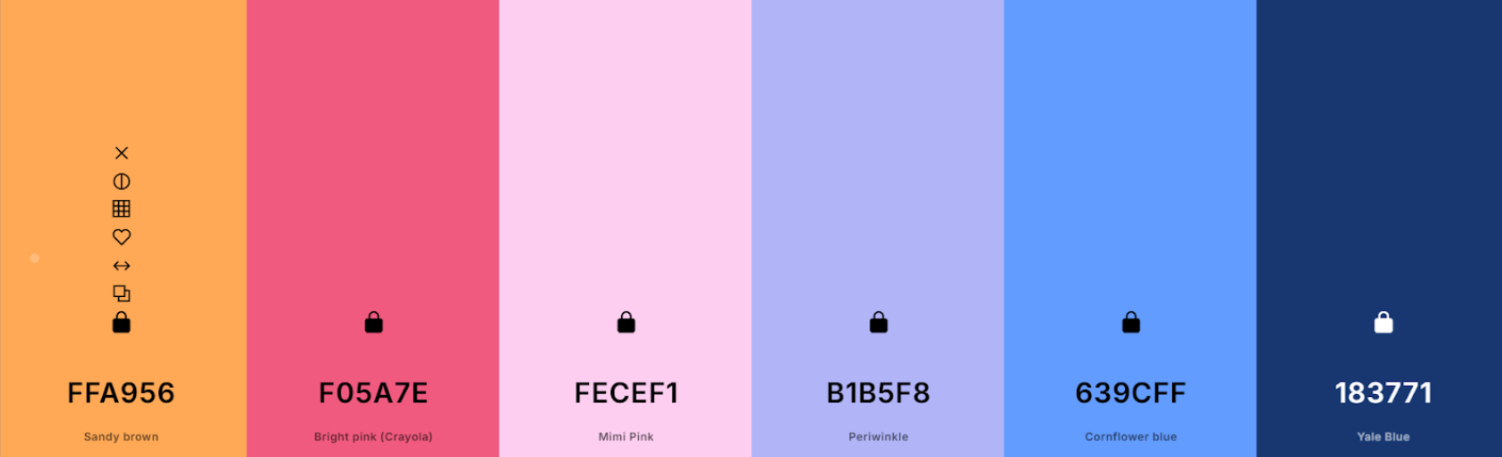 FFA956
Sandy brown
F05A7E
Bright pink (Crayola)
FECEF1
Mimi Pink
B1B5F8
Periwinkle
639CFF
Cornflower blue
183771
Yale Blue